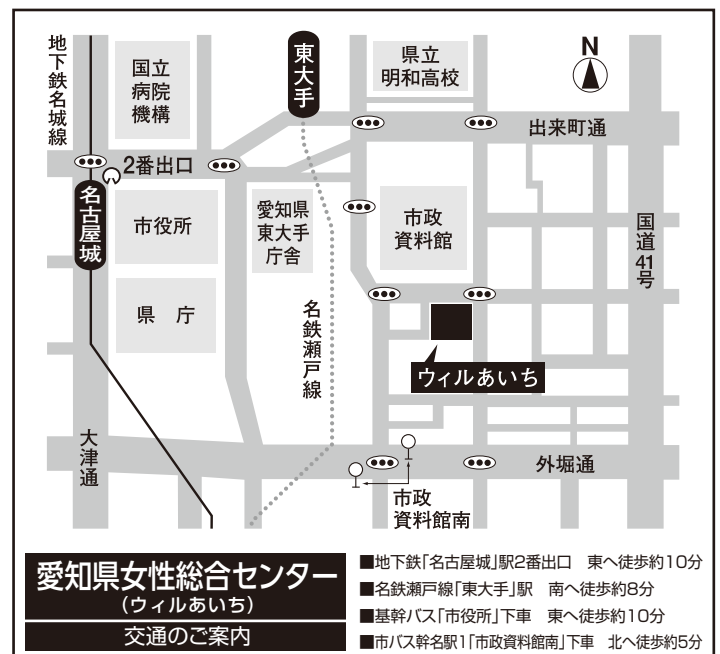 地下鉄名城線
国立
病院
機構
東大手
県立
明和高校
N
出来町通
2番出口
名古屋城
市役所
愛知県
東大手
庁舎
市政
資料館
国道41号
県 庁
名鉄瀬戸線
ウィルあいち
大津通
外堀通
市政
資料館南
愛知県女性総合センター
(ウィルあいち)
交通のご案内
■地下鉄「名古屋城」駅2番出口 東へ徒歩約10分
■名鉄瀬戸線「東大手」駅 南へ徒歩約8分
■基幹バス「市役所」下車 東へ徒歩約10分
■市バス幹名駅1「市政資料館南」下車 北へ徒歩約5分